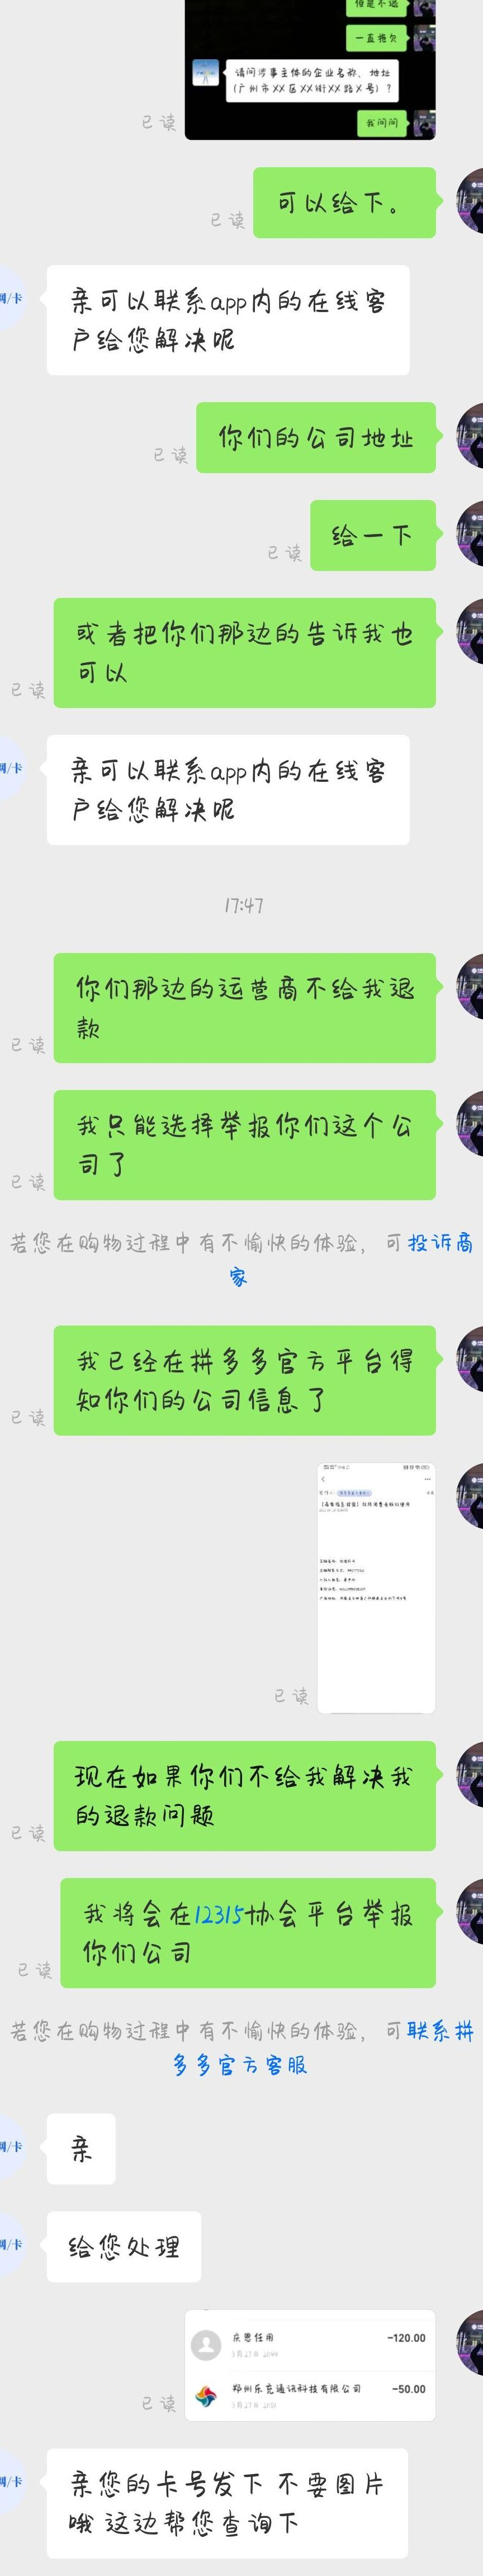 但是不退
一直拖欠
请问涉事主体的企业名称、地址
(广州市XX区XX街XX路X号)?
我问问
已读
可以给下。
已读
周/卡
亲可以联系app内的在线客
户给您解决呢
你们的公司地址
已读
给一下
已读
或者把你们那边的告诉我也
可以
已读
周/卡
亲可以联系app内的在线客
户给您解决呢
17:47
你们那边的运营商不给我退
款
已读
我只能选择举报你们这个公
司了
已读
若您在购物过程中有不愉快的体验, 可投诉商
家
我已经在拼多多官方平台得
知你们的公司信息了
已读
已读
现在如果你们不给我解决我
的退款问题
已读
我将会在12315协会平台举报
你们公司
已读
若您在购物过程中有不愉快的体验, 可联系拼
多多官方客服
周/卡
亲
周/卡
给您处理
-120.00
郑州乐竞通讯科技有限公司
-50.00
已读
周/卡
亲您的卡号发下 不要图片
哦 这边帮您查询下